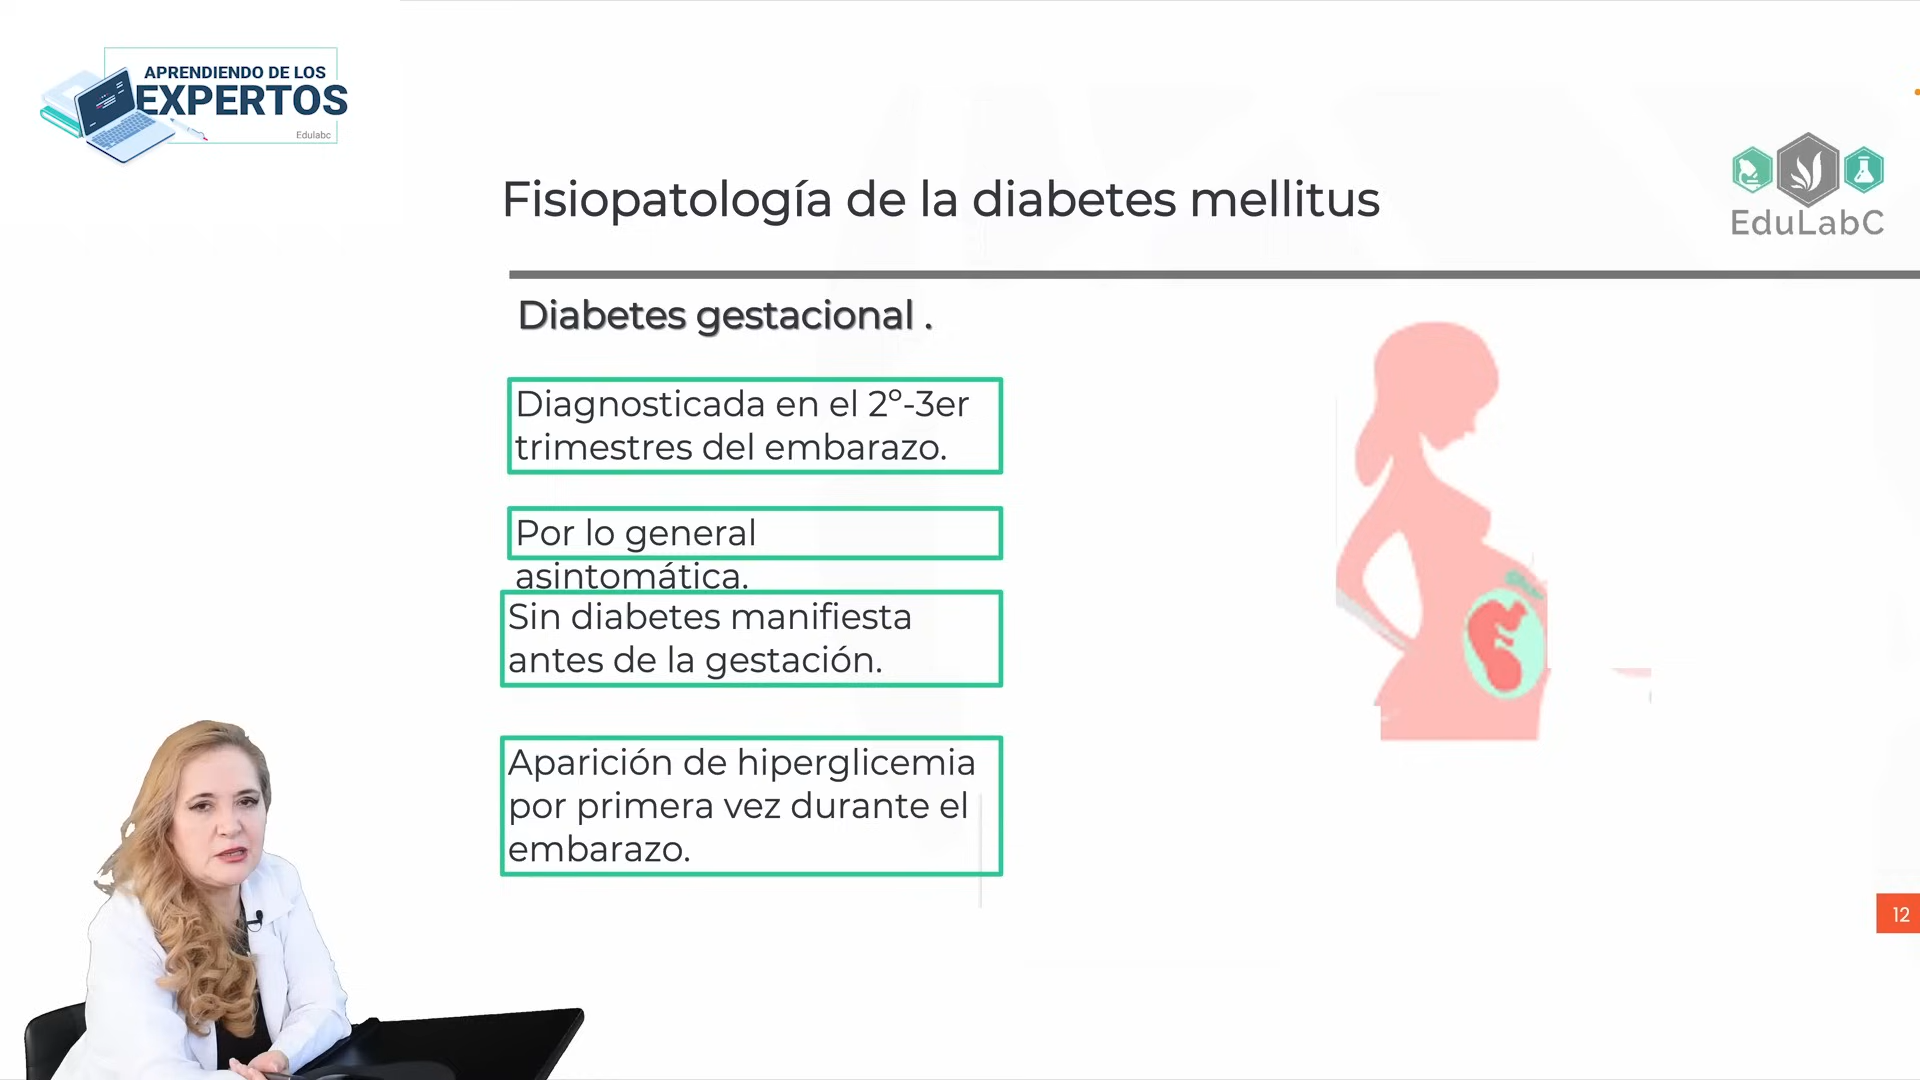 APRENDIENDO DE LOS
EXPERTOS
Edulabc
Fisiopatología de la diabetes mellitus
EduLabC
Diabetes gestacional .
Diagnosticada en el 2º-3er
trimestres del embarazo.
Por lo general
asintomática.
Sin diabetes manifiesta
antes de la gestación.
Aparición de hiperglicemia
por primera vez durante el
embarazo.
12